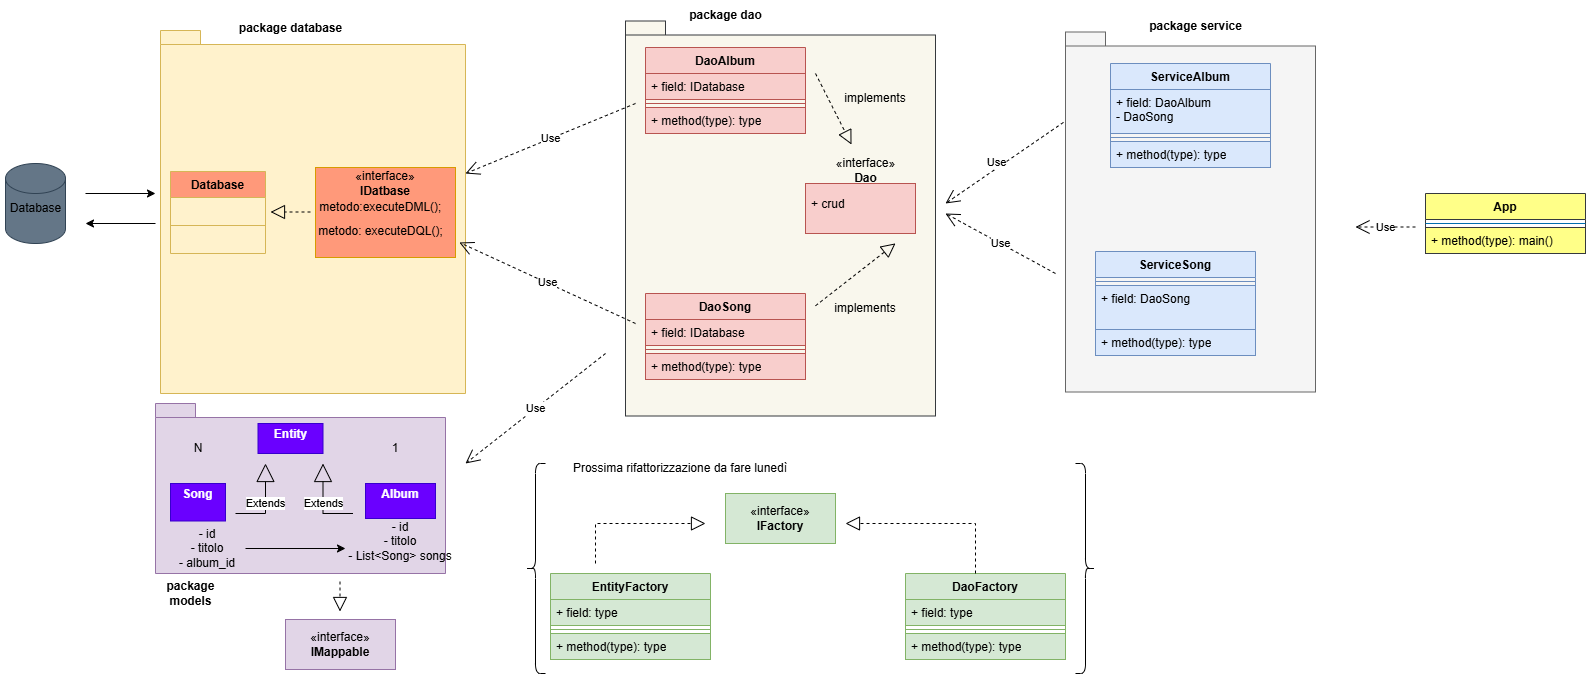 package database
package dao
package service
Database
Database
«interface»
IDatbase
metodo:executeDML();
metodo: executeDQL();
Use
Use
Use
DaoAlbum
+ field: IDatabase
+ method(type): type
implements
«interface»
Dao
+ crud
DaoSong
+ field: IDatabase
+ method(type): type
implements
Use
Use
ServiceAlbum
+ field: DaoAlbum
- DaoSong
+ method(type): type
ServiceSong
+ field: DaoSong
+ method(type): type
Use
App
+ method(type): main()
Entity
N
1
Song
Extends
Extends
Album
- id
- titolo
- album_id
- id
- titolo
- List<Song> songs
package
models
«interface»
IMappable
Prossima rifattorizzazione da fare lunedì
«interface»
IFactory
EntityFactory
+ field: type
+ method(type): type
DaoFactory
+ field: type
+ method(type): type